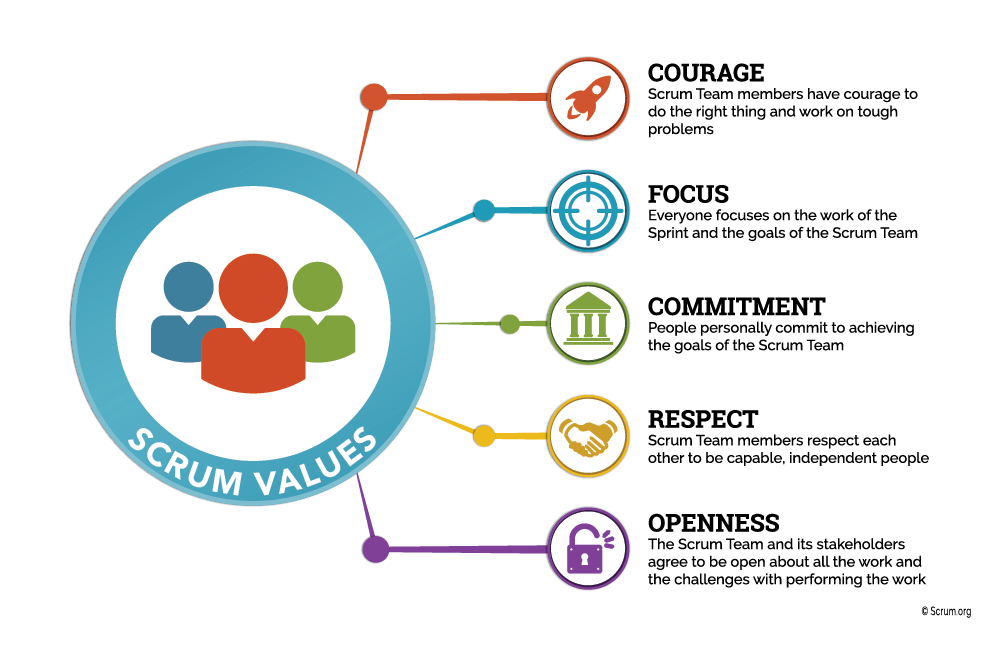 COURAGE
Scrum Team members have courage to
do the right thing and work on tough
problems
FOCUS
Everyone focuses on the work of the
Sprint and the goals of the Scrum Team
COMMITMENT
People personally commit to achieving
the goals of the Scrum Team
RESPECT
Scrum Team members respect each
other to be capable, independent people
OPENNESS
The Scrum Team and its stakeholders
agree to be open about all the work and
the challenges with performing the work
SCRUM VALUES
© Scrum.org